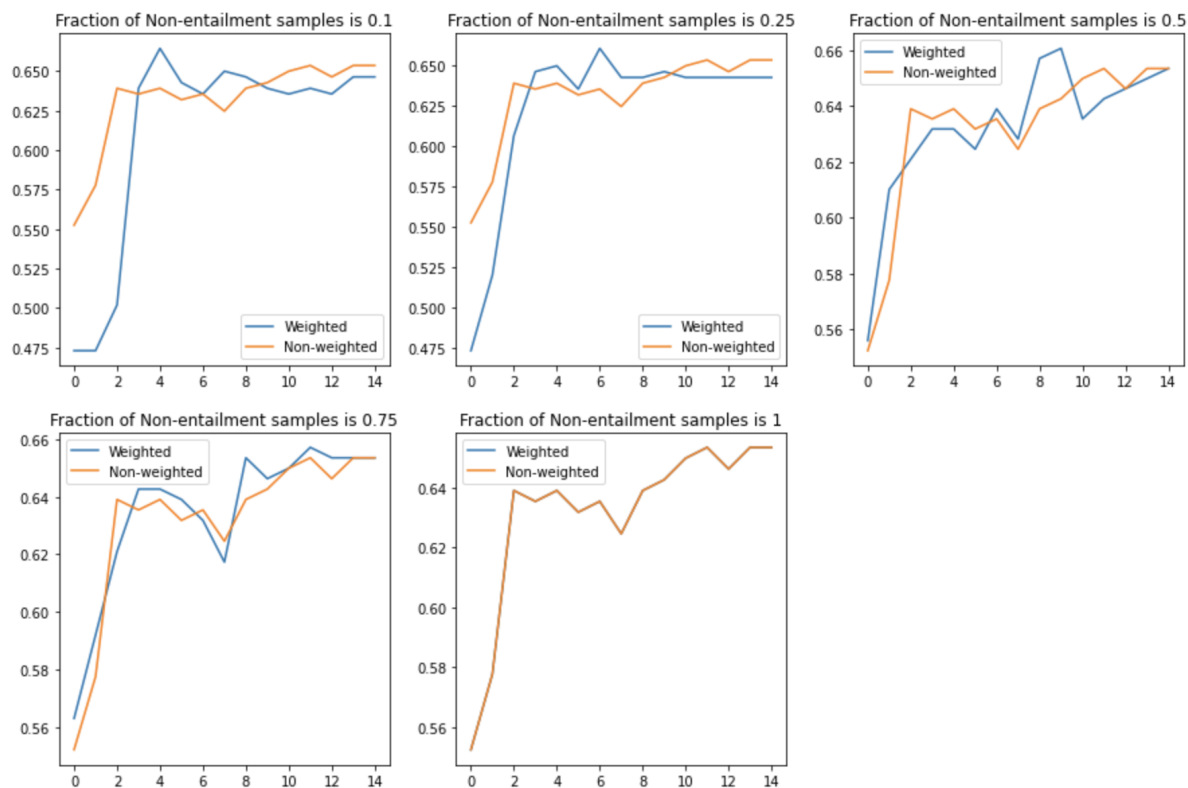 Fraction of Non-entailment samples is 0.1
0.650
0.625
0.600
0.575
0.550
0.525
0.500
0.475
Weighted
Non-weighted
0 2 4 6 8 10 12 14
Fraction of Non-entailment samples is 0.25
0.650
0.625
0.600
0.575
0.550
0.525
0.500
0.475
Weighted
Non-weighted
0 2 4 6 8 10 12 14
Fraction of Non-entailment samples is 0.5
Weighted
Non-weighted
0.66
0.64
0.62
0.60
0.58
0.56
0 2 4 6 8 10 12 14
Fraction of Non-entailment samples is 0.75
Weighted
Non-weighted
0.66
0.64
0.62
0.60
0.58
0.56
0 2 4 6 8 10 12 14
Fraction of Non-entailment samples is 1
Weighted
Non-weighted
0.64
0.62
0.60
0.58
0.56
0 2 4 6 8 10 12 14